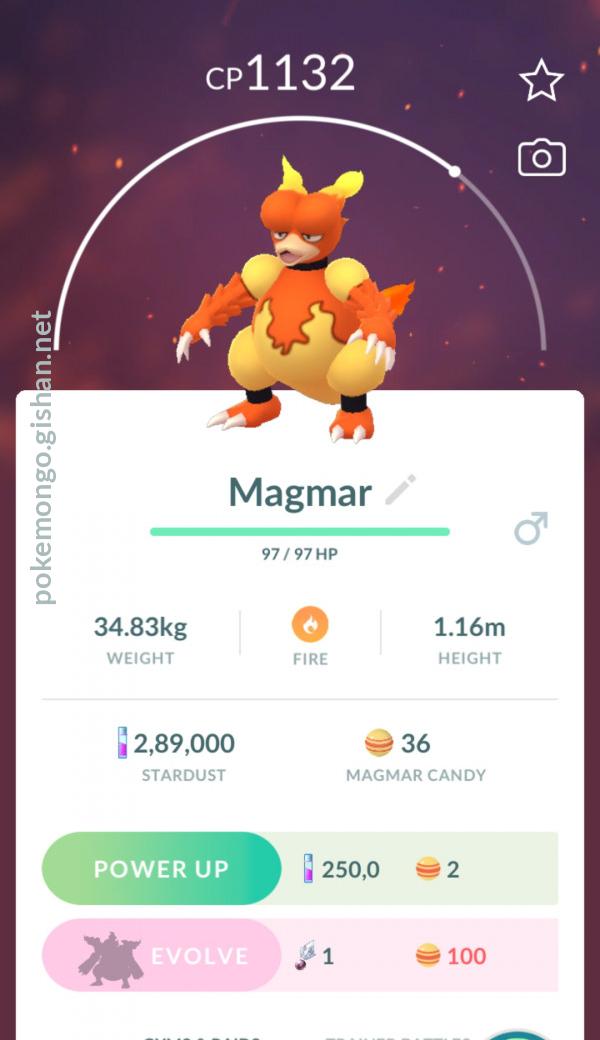 CP1132
pokemongo.gishan.net
Magmar
97 / 97 HP
34.83kg
WEIGHT
FIRE
1.16m
HEIGHT
2,89,000
STARDUST
36
MAGMAR CANDY
POWER UP
250,0
2
EVOLVE
1
100